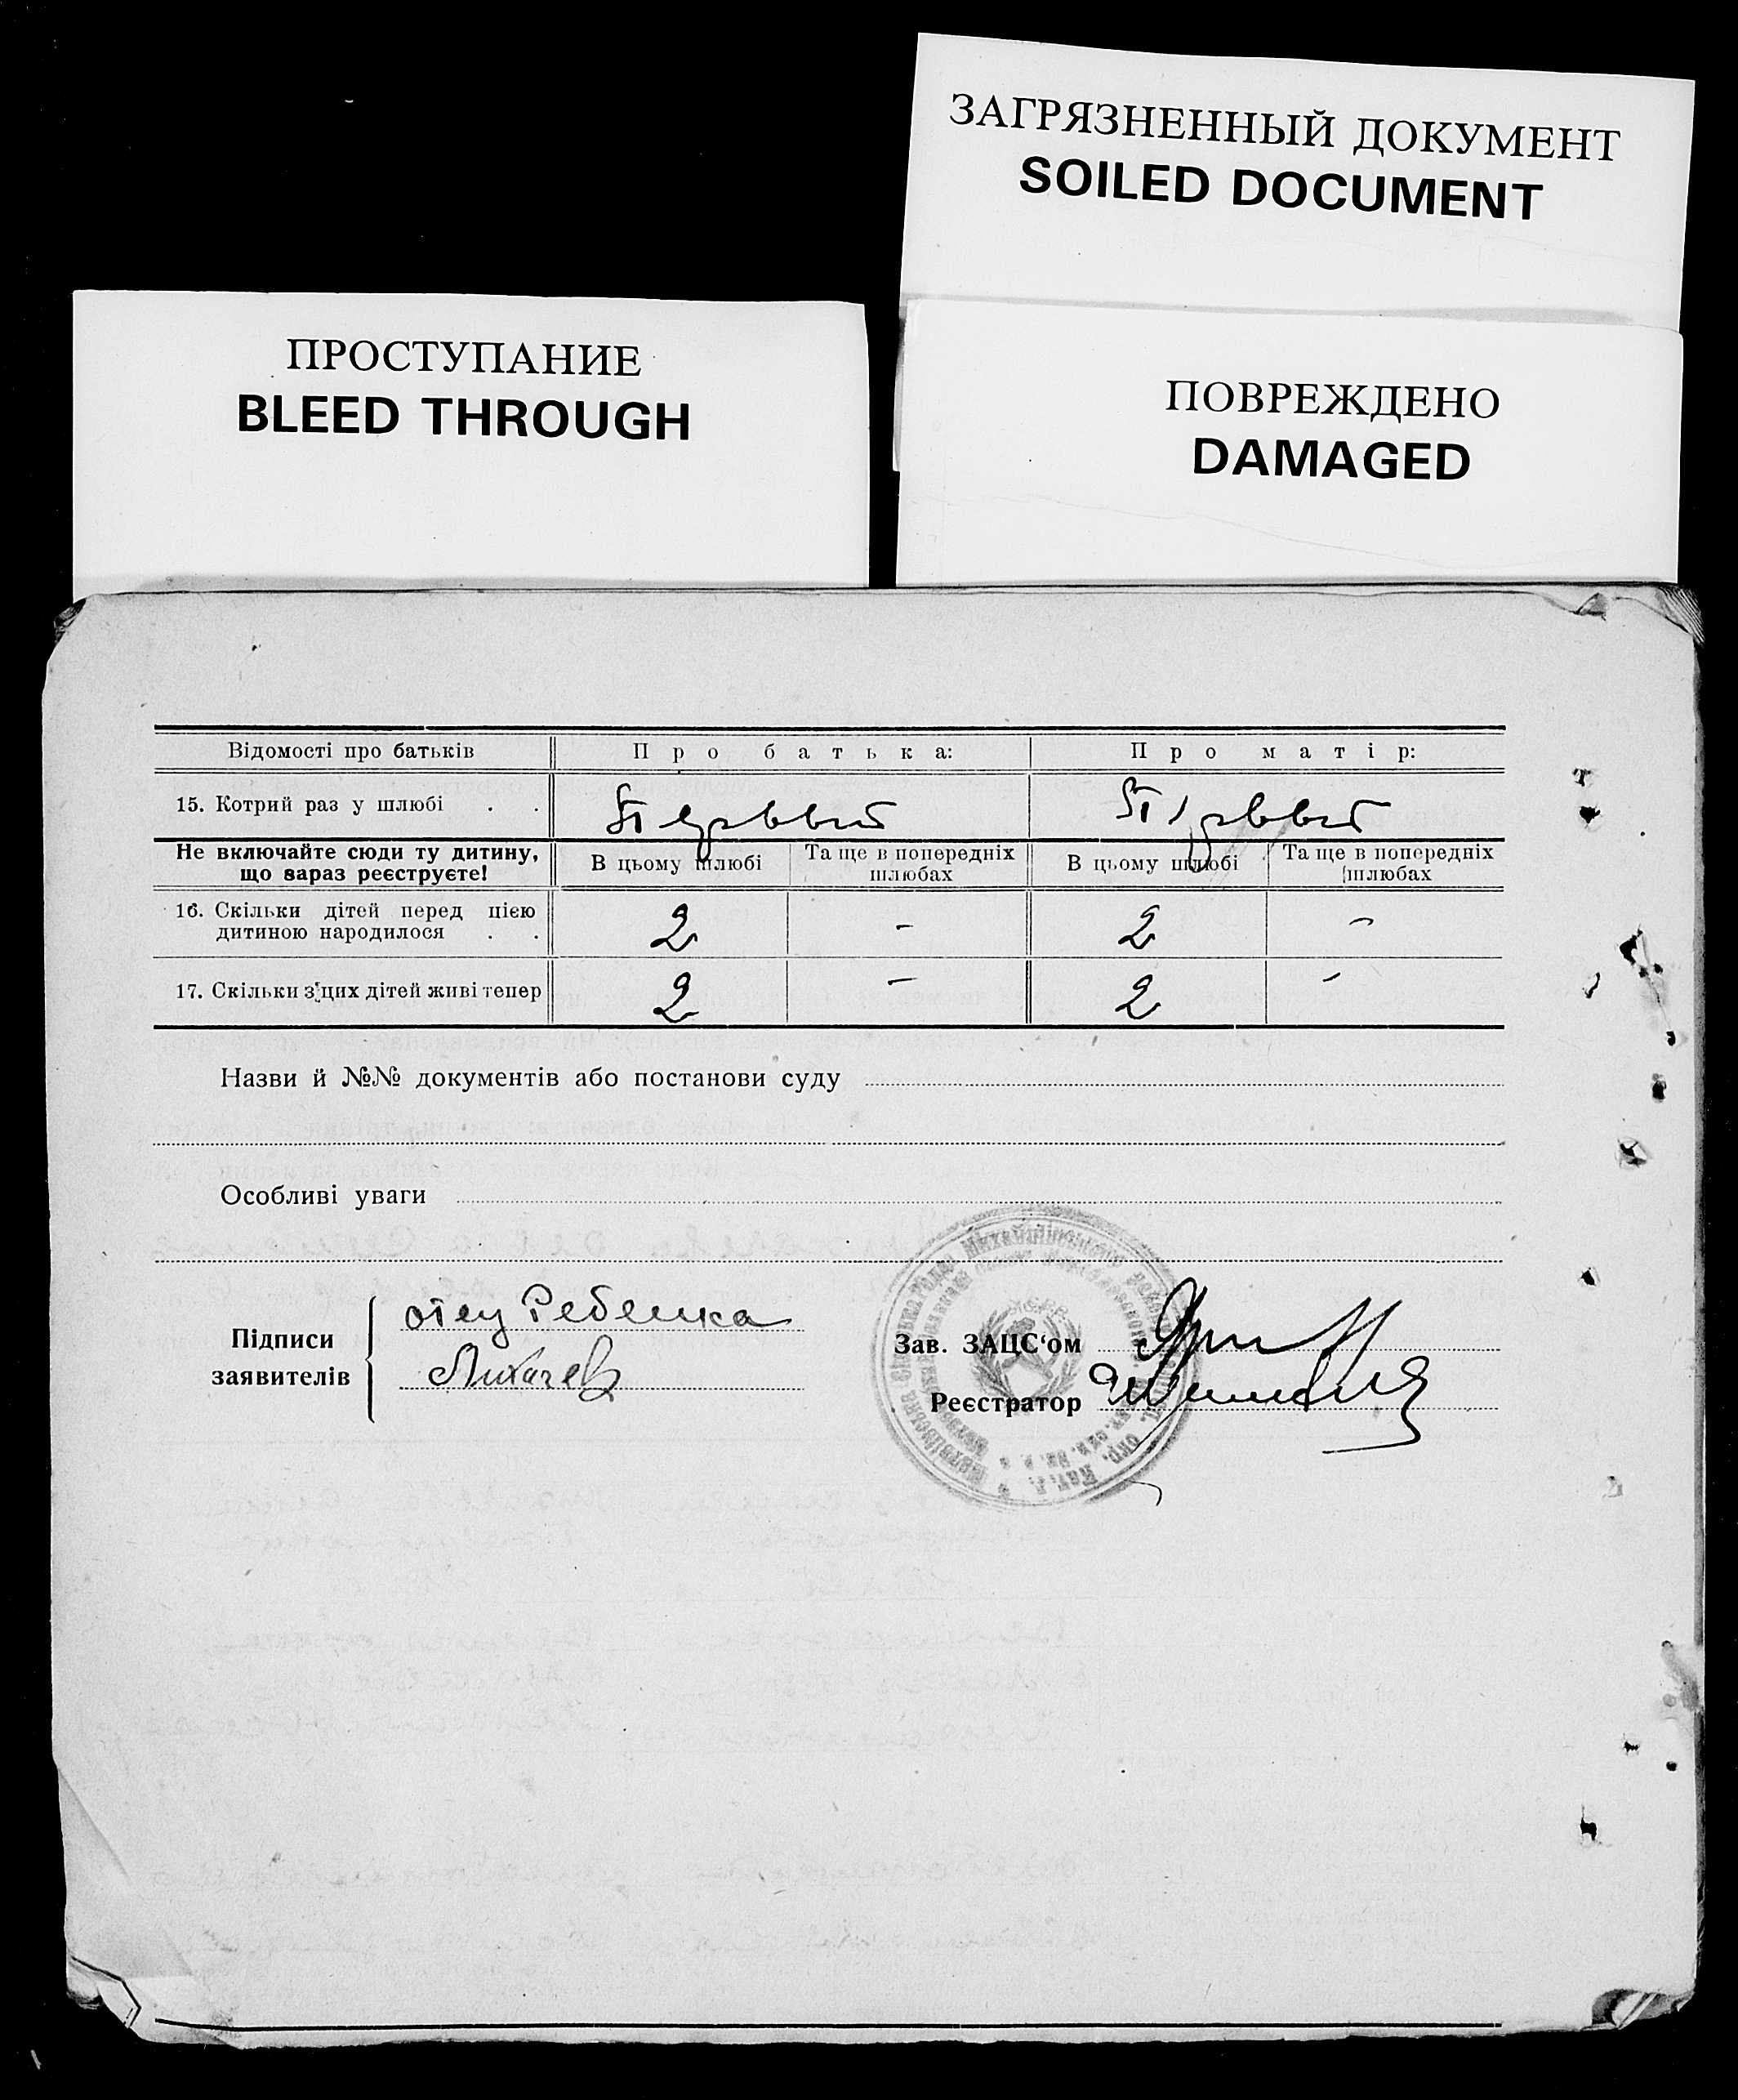 ЗАГРЯЗНЕННЫЙ ДОКУМЕНТ
SOILED DOCUMENT
ПРОСТУПАНИЕ
BLEED THROUGH
ПОВРЕЖДЕНО
DAMAGED
Відомості про батьків Про батька: Про матір:
15. Котрий раз у шлюбі . . Первый Первый
Не включайте сюди ту дитину, що зараз реєструєте! В цьому шлюбі Та ще в попередніх шлюбах В цьому шлюбі Та ще в попередніх шлюбах
16. Скільки дітей перед цією дитиною народилося . . 2 - 2 -
17. Скільки з цих дітей живі тепер 2 - 2 -
Назви й №№ документів або постанови суду
Особливі уваги
Підписи заявителів
отец Ребенка
Лихачев
Зав. ЗАЦС‘ом
Реєстратор